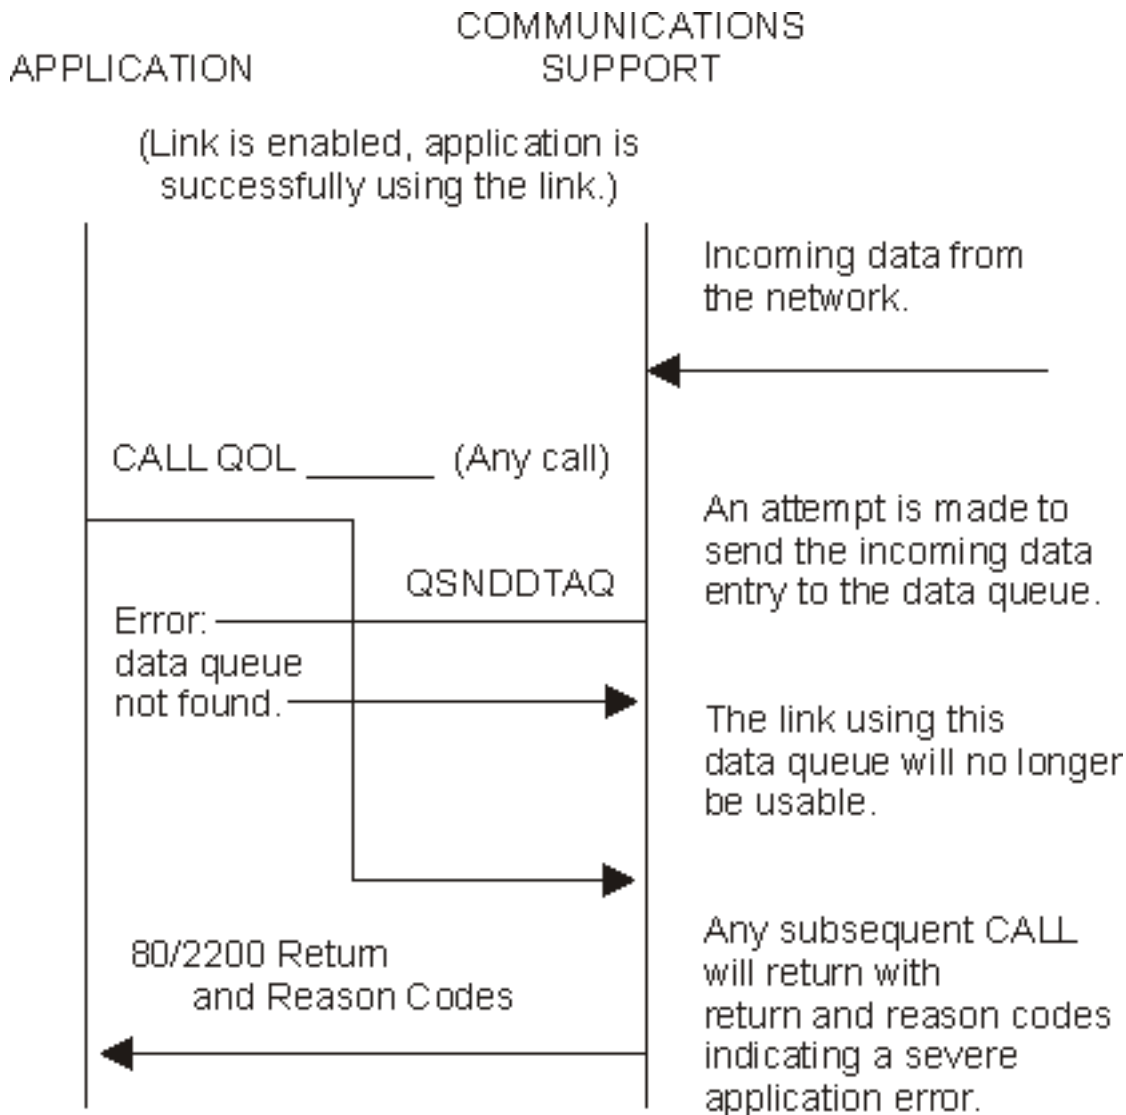 COMMUNICATIONS
APPLICATION SUPPORT
(Link is enabled, application is
successfully using the link.)
Incoming data from
the network.
CALL QOL ______ (Any call)
An attempt is made to
send the incoming data
entry to the data queue.
QSNDDTAQ
Error:
data queue
not found.
The link using this
data queue will no longer
be usable.
80/2200 Return
and Reason Codes
Any subsequent CALL
will return with
return and reason codes
indicating a severe
application error.